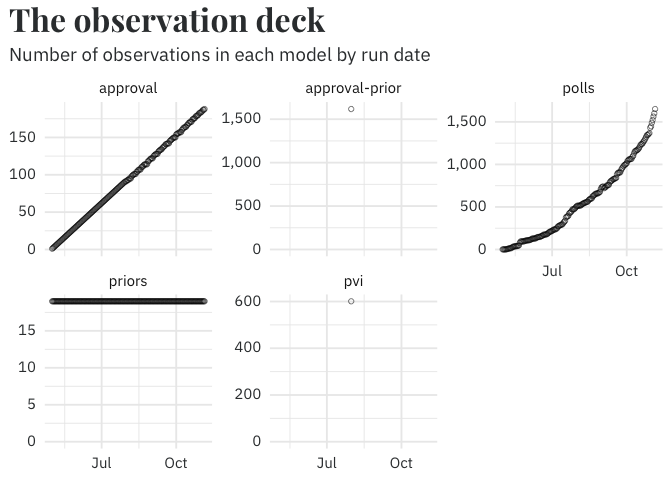 The observation deck
Number of observations in each model by run date
approval
approval-prior
polls
150
100
50
0
1,500
1,000
500
0
1,500
1,000
500
0
Jul
Oct
priors
pvi
15
10
5
0
600
400
200
0
Jul
Oct
Jul
Oct